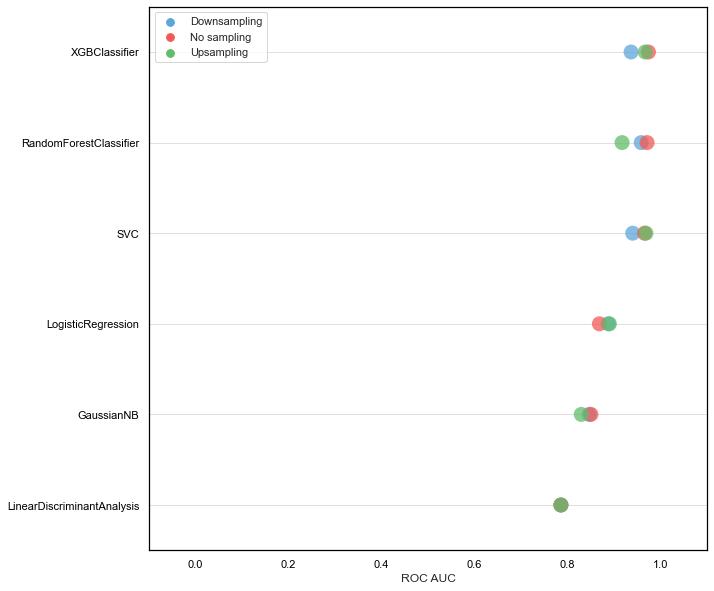 Downsampling
No sampling
Upsampling
XGBClassifier
RandomForestClassifier
SVC
LogisticRegression
GaussianNB
LinearDiscriminantAnalysis
0.0 0.2 0.4 0.6 0.8 1.0
ROC AUC